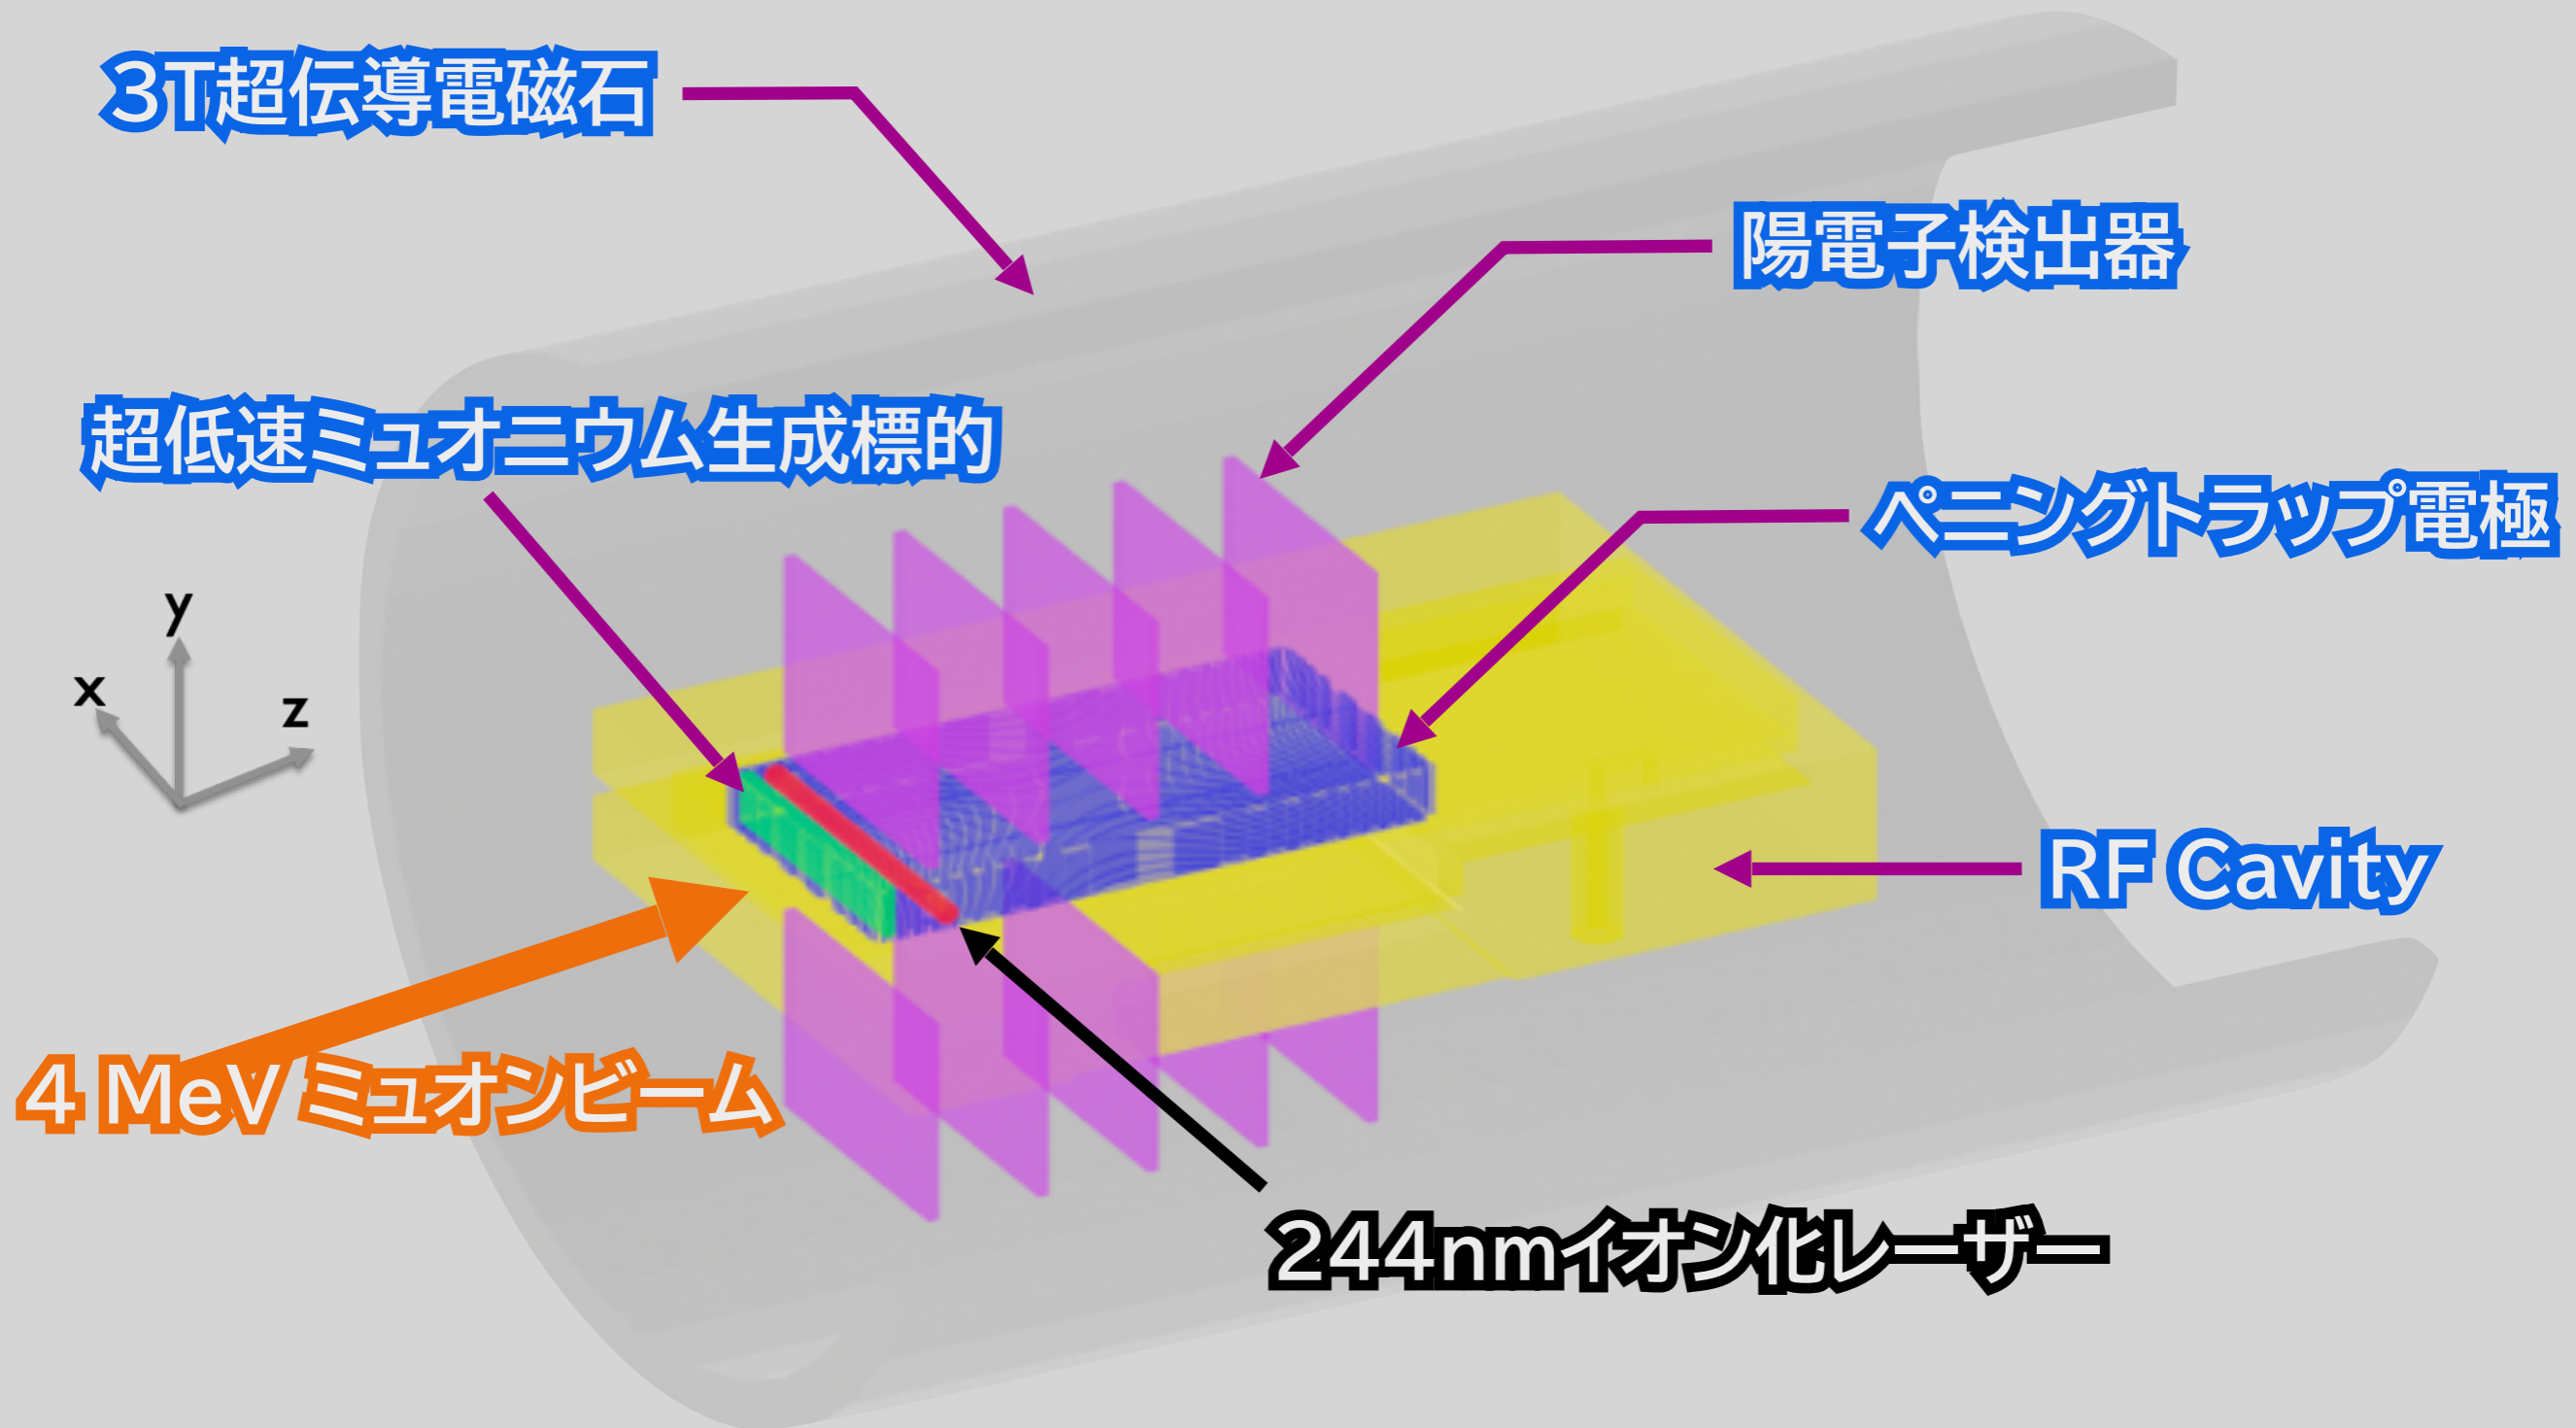 3T超伝導電磁石
陽電子検出器
超低速ミュオニウム生成標的
ペニングトラップ電極
y
x
z
RF Cavity
4 MeV ミュオンビーム
244nmイオン化レーザー